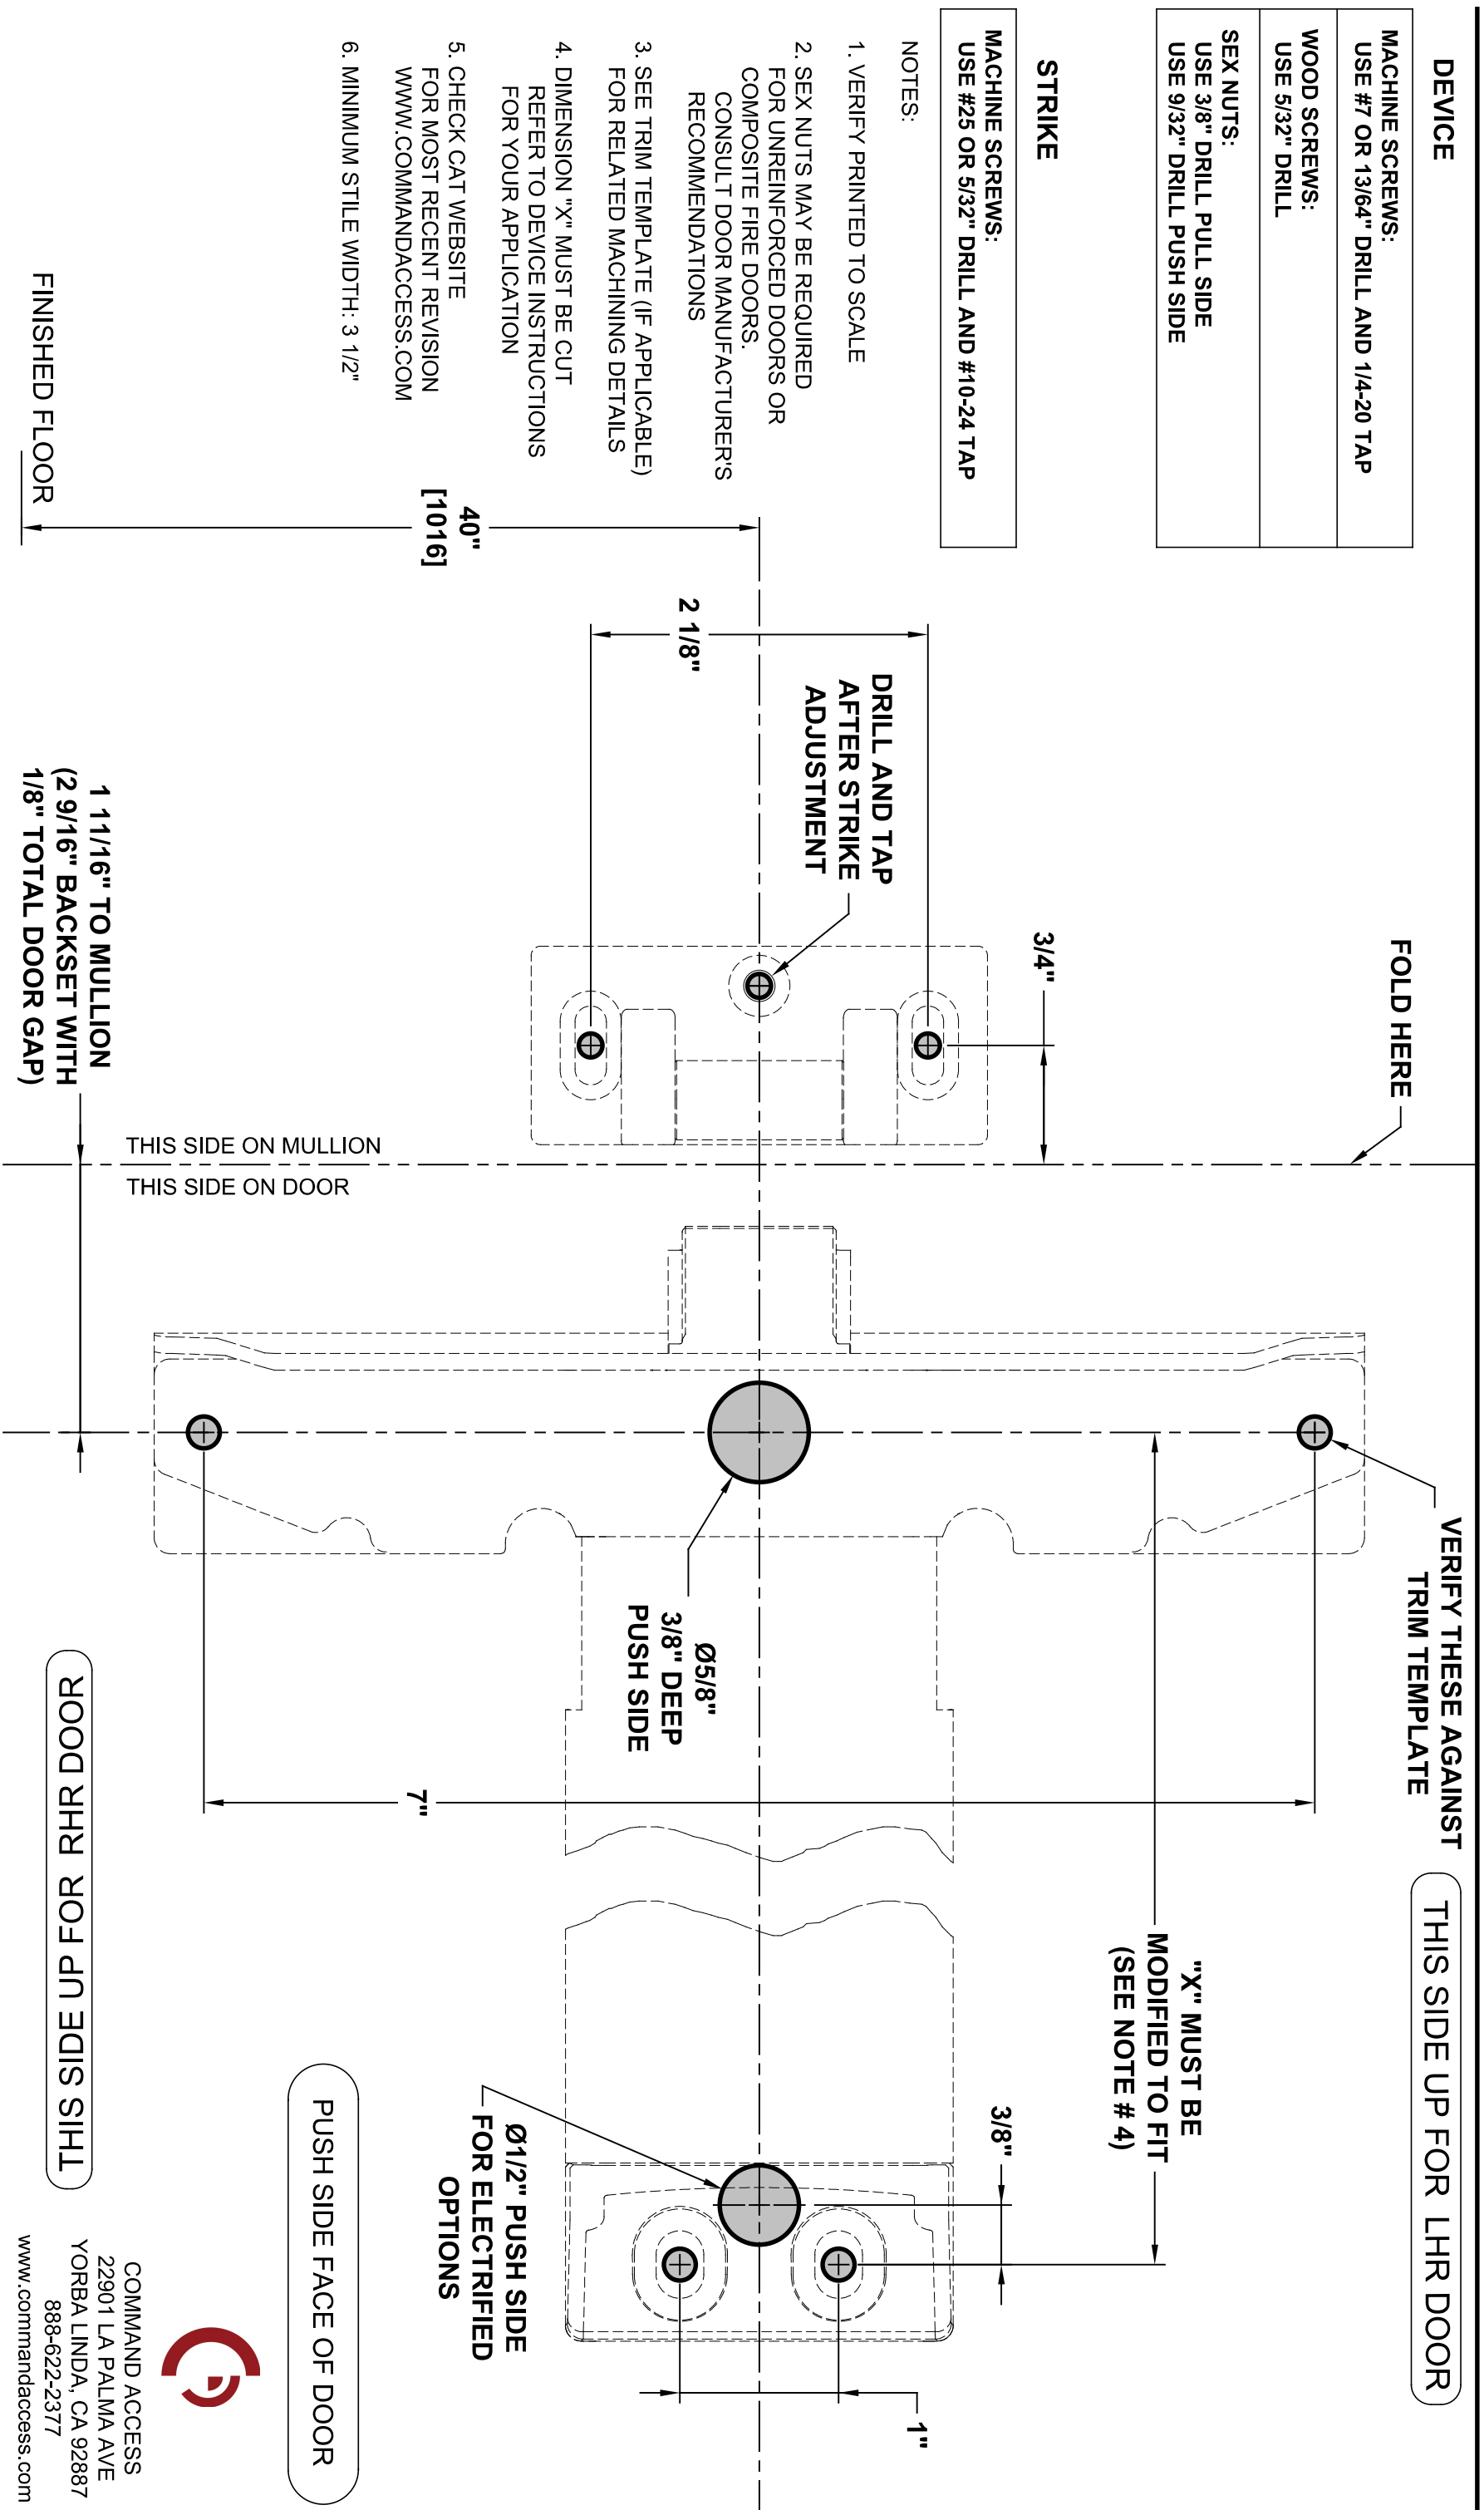 DEVICE
MACHINE SCREWS:
USE #7 OR 13/64" DRILL AND 1/4-20 TAP
WOOD SCREWS:
USE 5/32" DRILL
SEX NUTS:
USE 3/8" DRILL PULL SIDE
USE 9/32" DRILL PUSH SIDE
STRIKE
MACHINE SCREWS:
USE #25 OR 5/32" DRILL AND #10-24 TAP
NOTES:
1. VERIFY PRINTED TO SCALE
2. SEX NUTS MAY BE REQUIRED
FOR UNREINFORCED DOORS OR
COMPOSITE FIRE DOORS.
CONSULT DOOR MANUFACTURER'S
RECOMMENDATIONS
3. SEE TRIM TEMPLATE (IF APPLICABLE)
FOR RELATED MACHINING DETAILS
4. DIMENSION "X" MUST BE CUT
REFER TO DEVICE INSTRUCTIONS
FOR YOUR APPLICATION
5. CHECK CAT WEBSITE
FOR MOST RECENT REVISION
WWW.COMMANDACCESS.COM
6. MINIMUM STILE WIDTH: 3 1/2"
FINISHED FLOOR
40"
[1016]
2 1/8"
DRILL AND TAP
AFTER STRIKE
ADJUSTMENT
3/4"
FOLD HERE
1 11/16" TO MULLION
(2 9/16" BACKSET WITH
1/8" TOTAL DOOR GAP)
THIS SIDE ON MULLION
THIS SIDE ON DOOR
VERIFY THESE AGAINST
TRIM TEMPLATE
THIS SIDE UP FOR LHR DOOR
Ø5/8"
3/8" DEEP
PUSH SIDE
7"
"X" MUST BE
MODIFIED TO FIT
(SEE NOTE # 4)
3/8"
Ø1/2" PUSH SIDE
FOR ELECTRIFIED
OPTIONS
1"
THIS SIDE UP FOR RHR DOOR
PUSH SIDE FACE OF DOOR
COMMAND ACCESS
22901 LA PALMA AVE
YORBA LINDA, CA 92887
888-622-2377
www.commandaccess.com